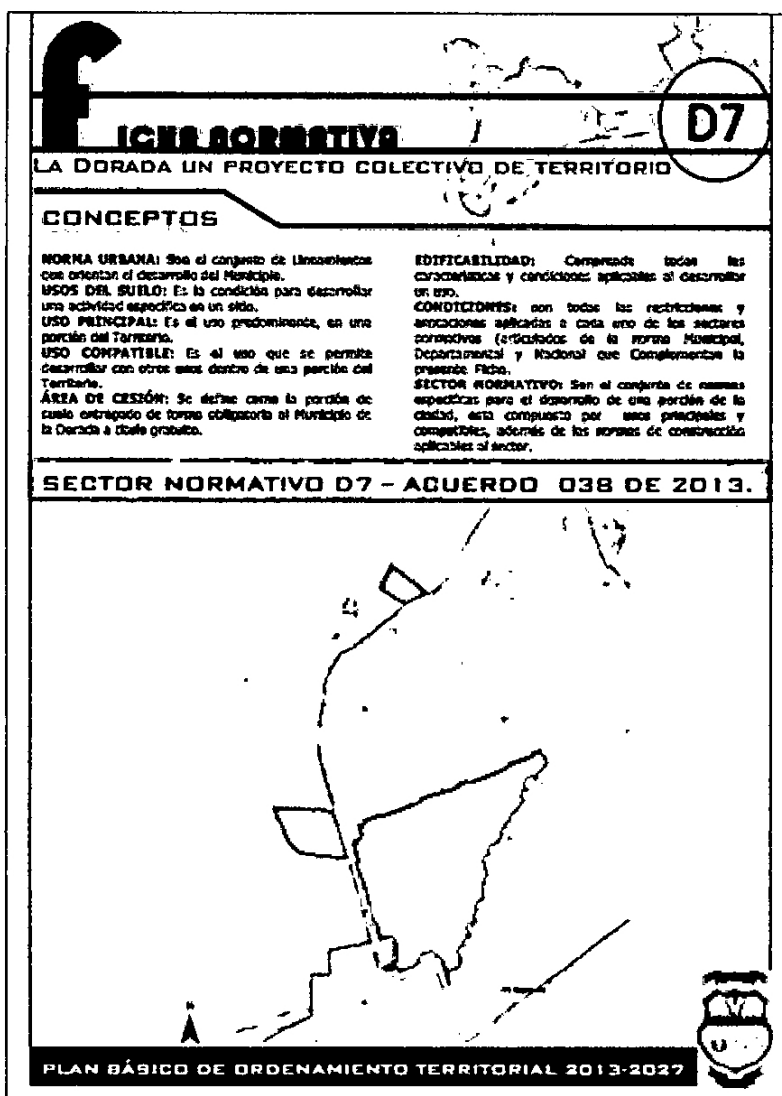 fICHA NORMATIVA
D7
LA DORADA UN PROYECTO COLECTIVO DE TERRITORIO
CONCEPTOS
NORMA URBANA: Son el conjunto de Lineamientos
que orientan el desarrollo del Municipio.
USOS DEL SUELO: Es la condición para desarrollar
una actividad específica en un sitio.
USO PRINCIPAL: Es el uso predominante, en una
porción del Territorio.
USO COMPATIBLE: Es el uso que se permite
desarrollar con otros usos dentro de una porción del
Territorio.
ÁREA DE CESIÓN: Se define como la porción de
suelo entregado de forma obligatoria al Municipio de
la Dorada a titulo gratuito.
EDIFICABILIDAD: Comprende todas las
características y condiciones aplicables al desarrollar
un uso.
CONDICIONES: son todas las restricciones y
anotaciones aplicadas a cada uno de los sectores
normativos (articulados de la norma Municipal,
Departamental y Nacional que Complementan la
presente Ficha.
SECTOR NORMATIVO: Son el conjunto de normas
específicas para el desarrollo de una porción de la
ciudad, esta compuesto por usos principales y
compatibles, además de las normas de construcción
aplicables al sector.
SECTOR NORMATIVO D7 - ACUERDO 038 DE 2013.
N
PLAN BÁSICO DE ORDENAMIENTO TERRITORIAL 2013-2027